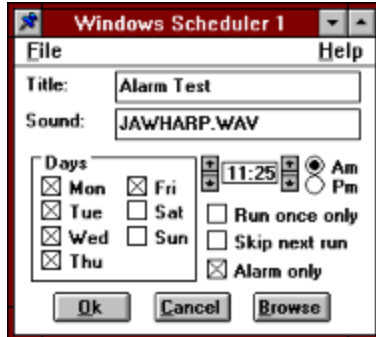 Windows Scheduler 1
File Help
Title: Alarm Test
Sound: JAWHARP.WAV
Days
Mon Fri
Tue Sat
Wed Sun
Thu
11:25 Am
Pm
Run once only
Skip next run
Alarm only
Ok Cancel Browse